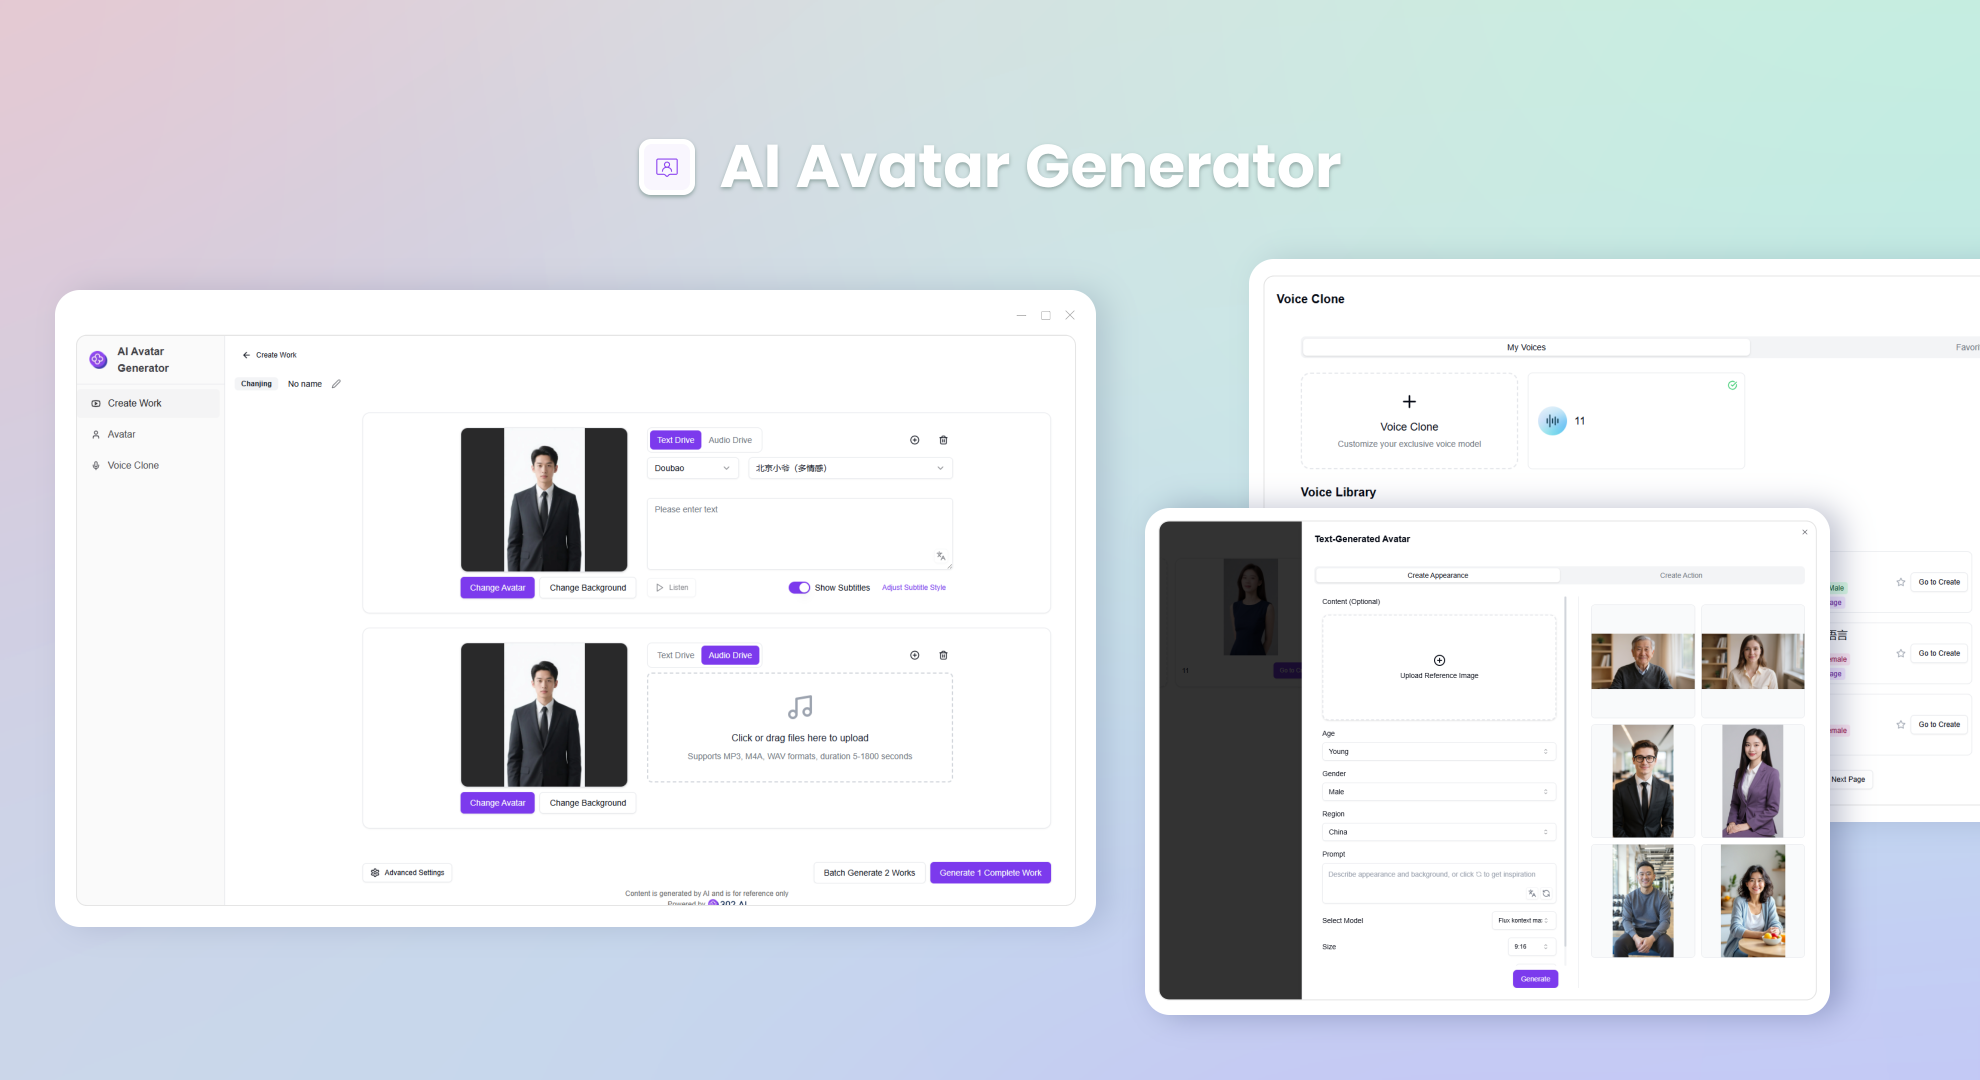 AI Avatar Generator
AI Avatar
Generator
Create Work
Avatar
Voice Clone
Create Work
Chanjing
No name
Text Drive
Audio Drive
Doubao
北京小爷（多情感）
Please enter text
Change Avatar
Change Background
Listen
Show Subtitles
Adjust Subtitle Style
Text Drive
Audio Drive
Click or drag files here to upload
Supports MP3, M4A, WAV formats, duration 5-1800 seconds
Change Avatar
Change Background
Advanced Settings
Batch Generate 2 Works
Generate 1 Complete Work
Content is generated by AI and is for reference only
Powered by 302.AI
Voice Clone
My Voices
Favori
Voice Clone
Customize your exclusive voice model
11
Voice Library
Male
age
Go to Create
语言
emale
age
Go to Create
emale
Go to Create
Next Page
11
Text-Generated Avatar
Create Appearance
Create Action
Content (Optional)
Upload Reference Image
Age
Young
Gender
Male
Region
China
Prompt
Describe appearance and background, or click to get inspiration
Select Model
Flux kontext max
Size
9:16
Generate